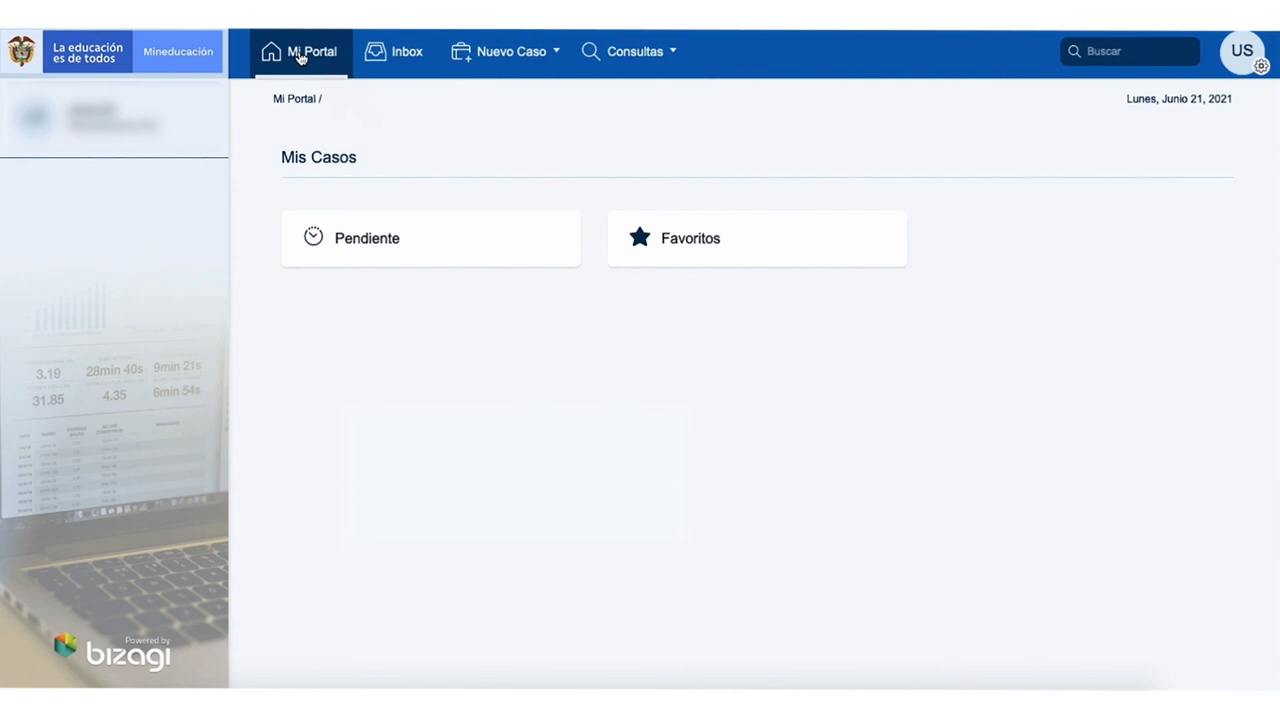 La educación
es de todos
Mineducación
Mi Portal
Inbox
Nuevo Caso
Consultas
Buscar
US
Mi Portal /
Lunes, Junio 21, 2021
Mis Casos
Pendiente
Favoritos
3.19
28min 40s
9min 21s
31.85
4.35
6min 54s
Powered by
bizagi